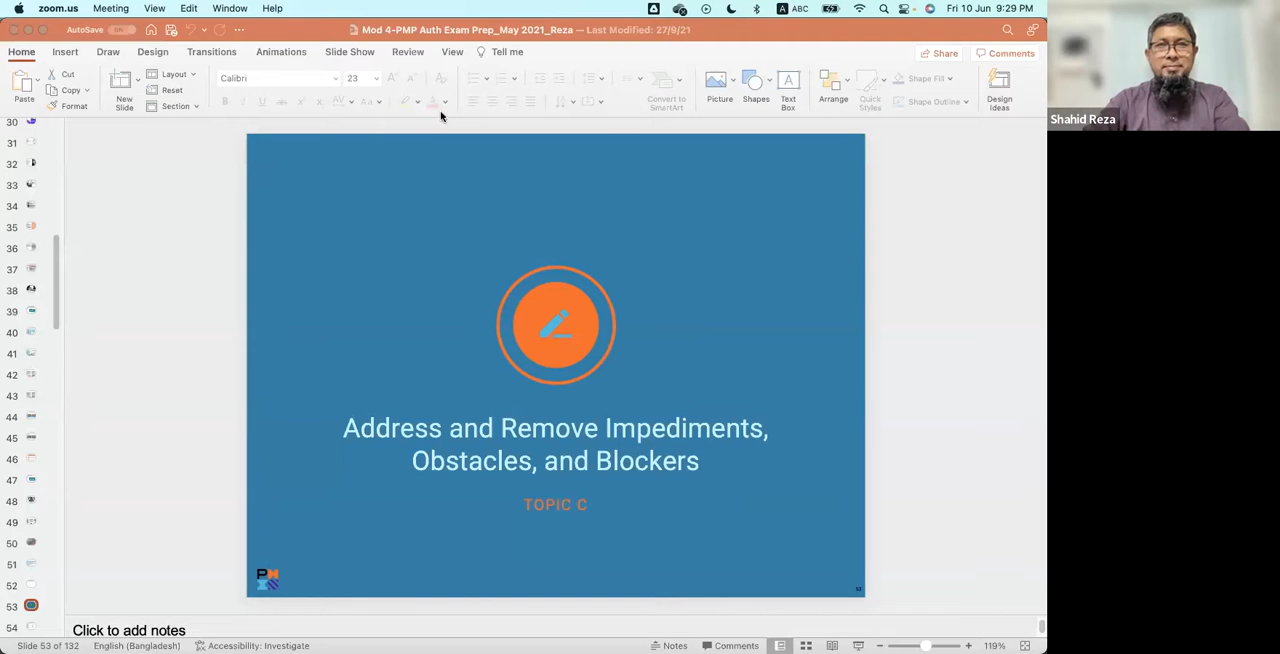 zoom.us Meeting View Edit Window Help ABC Fri 10 Jun 9:29 PM
AutoSave Mod 4-PMP Auth Exam Prep_May 2021_Reza — Last Modified: 27/9/21
Home Insert Draw Design Transitions Animations Slide Show Review View Tell me Share Comments
Paste
Cut
Copy
Format
New Slide
Layout
Reset
Section
Calibri 23
Convert to SmartArt
Picture
Shapes
Text Box
Arrange
Quick Styles
Shape Fill
Shape Outline
Design Ideas
Shahid Reza
30
31
32
33
34
35
36
37
38
39
40
41
42
43
44
45
46
47
48
49
50
51
52
53
54
Address and Remove Impediments,
Obstacles, and Blockers
TOPIC C
Click to add notes
Slide 53 of 132 English (Bangladesh) Accessibility: Investigate Notes Comments 119%